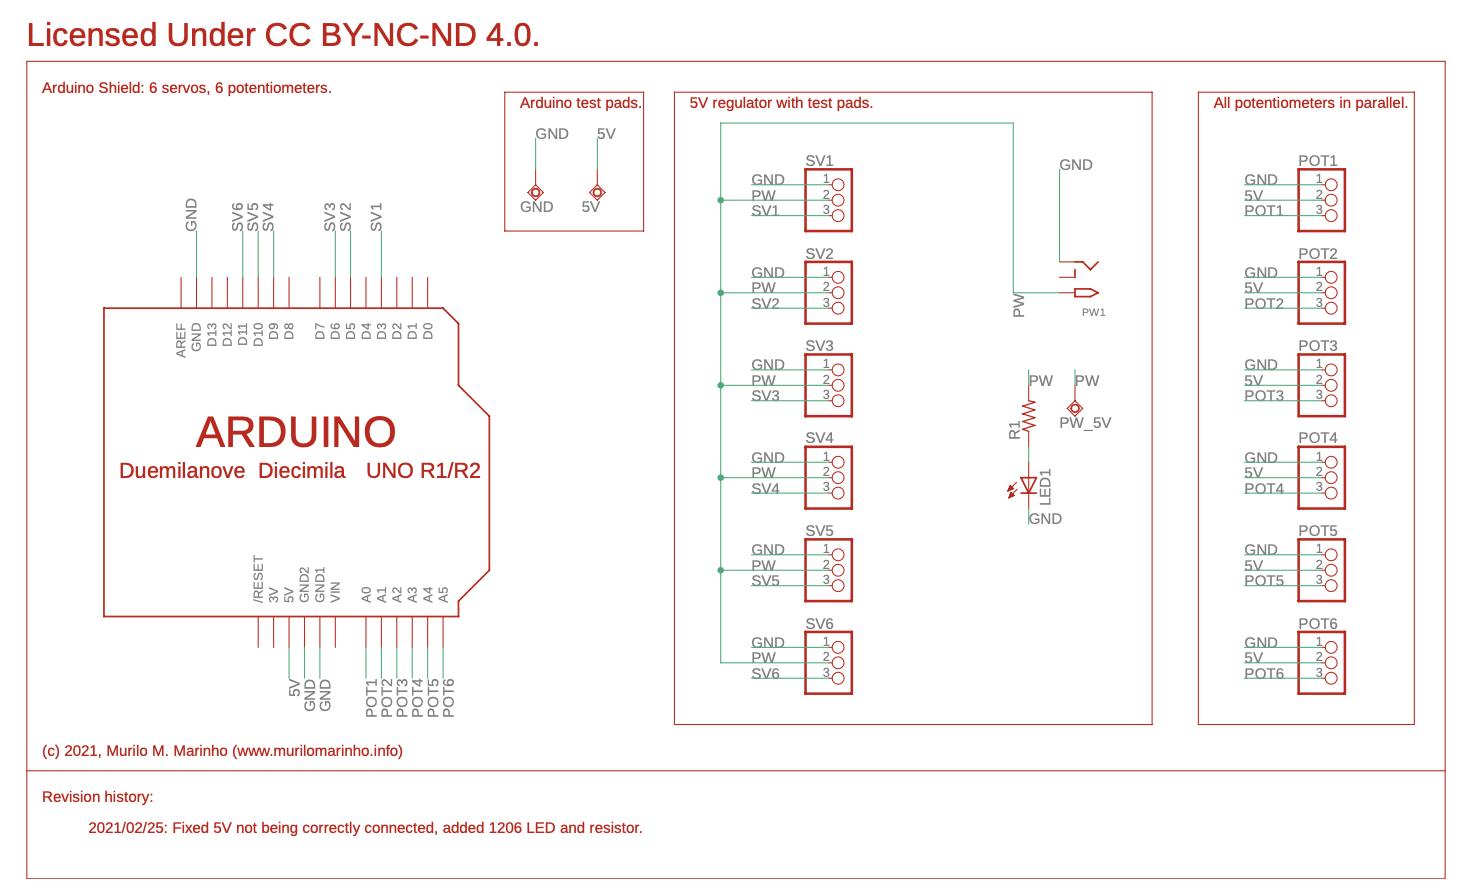 Licensed Under CC BY-NC-ND 4.0.
Arduino Shield: 6 servos, 6 potentiometers.
GND
SV6
SV5
SV4
SV3
SV2
SV1
AREF
GND
D13
D12
D11
D10
D9
D8
D7
D6
D5
D4
D3
D2
D1
D0
ARDUINO
Duemilanove Diecimila UNO R1/R2
/RESET
3V
5V
GND2
GND1
VIN
A0
A1
A2
A3
A4
A5
5V
GND
GND
POT1
POT2
POT3
POT4
POT5
POT6
Arduino test pads.
GND 5V
GND 5V
5V regulator with test pads.
SV1
GND 1
PW 2
SV1 3
SV2
GND 1
PW 2
SV2 3
SV3
GND 1
PW 2
SV3 3
SV4
GND 1
PW 2
SV4 3
SV5
GND 1
PW 2
SV5 3
SV6
GND 1
PW 2
SV6 3
GND
PW
PW1
PW PW
R1
PW_5V
LED1
GND
All potentiometers in parallel.
POT1
GND 1
5V 2
POT1 3
POT2
GND 1
5V 2
POT2 3
POT3
GND 1
5V 2
POT3 3
POT4
GND 1
5V 2
POT4 3
POT5
GND 1
5V 2
POT5 3
POT6
GND 1
5V 2
POT6 3
(c) 2021, Murilo M. Marinho (www.murilomarinho.info)
Revision history:
2021/02/25: Fixed 5V not being correctly connected, added 1206 LED and resistor.